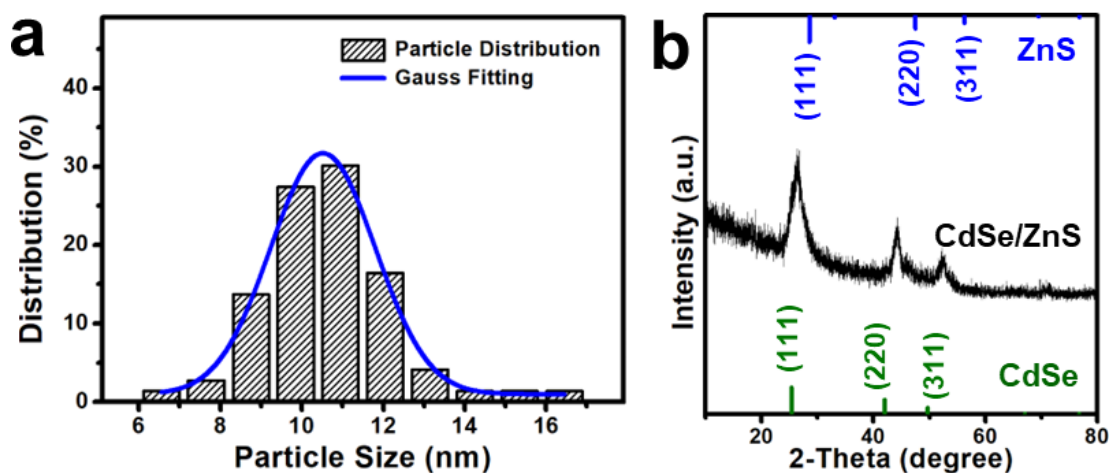 a
Particle Distribution
Gauss Fitting
Distribution (%)
40
30
20
10
0
6
8
10
12
14
16
Particle Size (nm)
b
ZnS
(111)
(220)
(311)
CdSe/ZnS
Intensity (a.u.)
(111)
(220)
(311)
CdSe
20
40
60
80
2-Theta (degree)